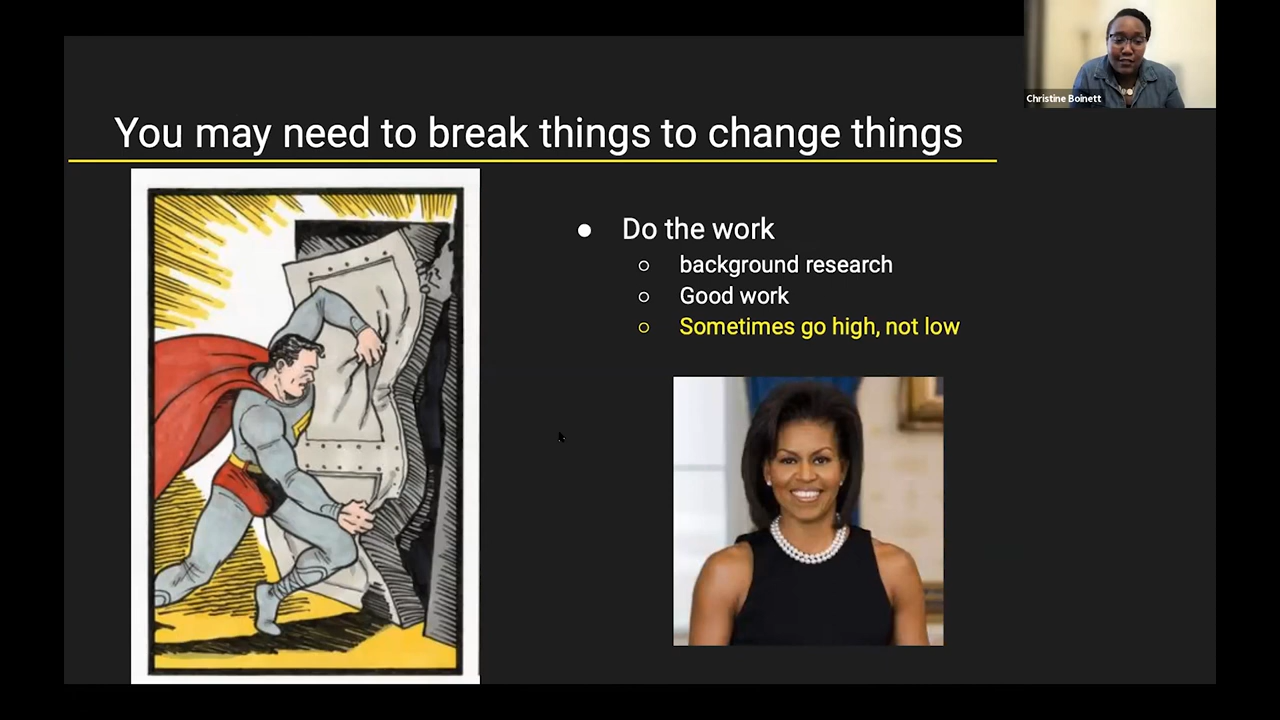 Christine Boinett
You may need to break things to change things
● Do the work
○ background research
○ Good work
○ Sometimes go high, not low